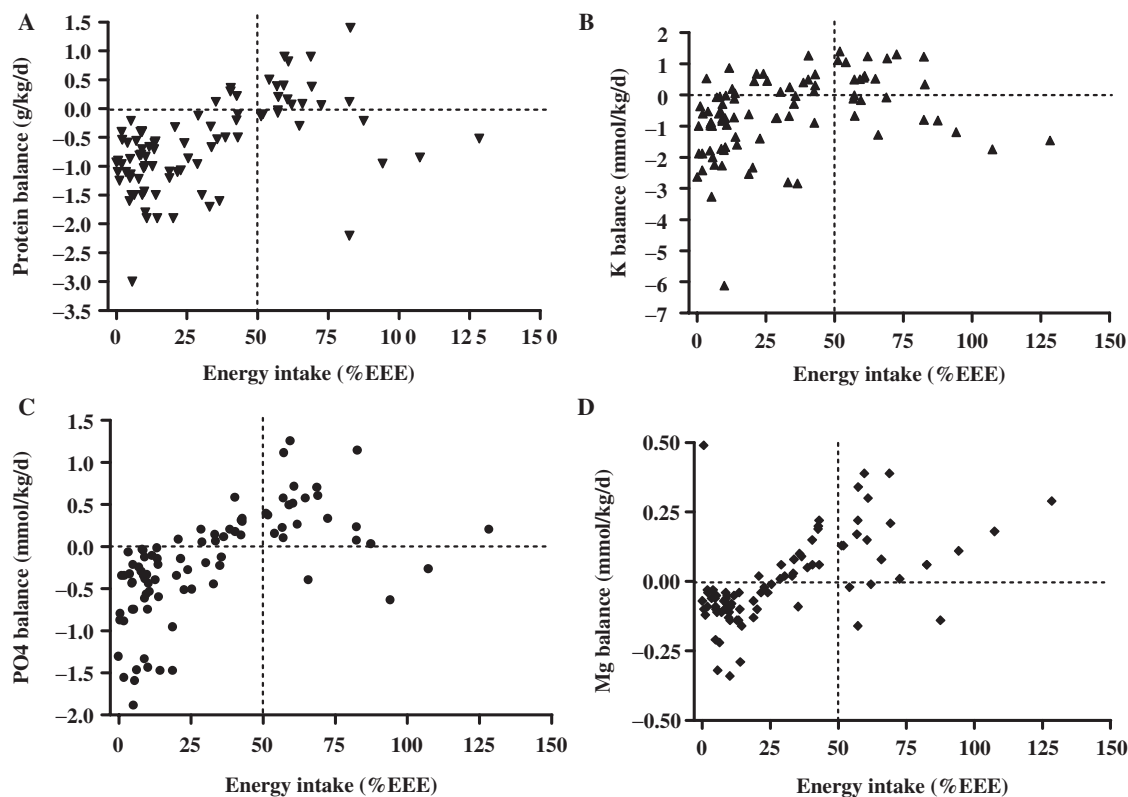 A
1.5
1.0
0.5
0.0
−0.5
−1.0
−1.5
−2.0
−2.5
−3.0
−3.5
Protein balance (g/kg/d)
0 25 50 75 10 0 12 5 15 0
Energy intake (%EEE)
B
2
1
0
−1
−2
−3
−4
−5
−6
−7
K balance (mmol/kg/d)
0 25 50 75 100 125 150
Energy intake (%EEE)
C
1.5
1.0
0.5
0.0
−0.5
−1.0
−1.5
−2.0
PO4 balance (mmol/kg/d)
0 25 50 75 100 125 150
Energy intake (%EEE)
D
0.50
0.25
0.00
−0.25
−0.50
Mg balance (mmol/kg/d)
0 25 50 75 100 125 150
Energy intake (%EEE)